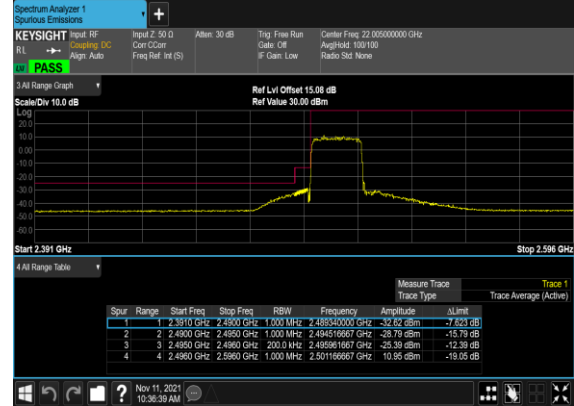 Spectrum Analyzer 1
Spurious Emissions
KEYSIGHT Input: RF Input Z: 50 Ω Atten: 30 dB Trig: Free Run Center Freq: 22.005000000 GHz
RL Coupling: DC Corr CCorr Gate: Off Avg|Hold: 100/100
Align: Auto Freq Ref: Int (S) IF Gain: Low Radio Std: None
LW PASS
3 All Range Graph
Ref Lvl Offset 15.08 dB
Scale/Div 10.0 dB Ref Value 30.00 dBm
Log
20.0
10.0
0.00
-10.0
-20.0
-30.0
-40.0
-50.0
-60.0
Start 2.391 GHz Stop 2.596 GHz
4 All Range Table
Measure Trace Trace 1
Trace Type Trace Average (Active)
Spur Range Start Freq Stop Freq RBW Frequency Amplitude ΔLimit
1 1 2.3910 GHz 2.4900 GHz 1.000 MHz 2.489340000 GHz -32.62 dBm -7.623 dB
2 2 2.4900 GHz 2.4950 GHz 1.000 MHz 2.494516667 GHz -28.79 dBm -15.79 dB
3 3 2.4950 GHz 2.4960 GHz 200.0 kHz 2.495961667 GHz -25.39 dBm -12.39 dB
4 4 2.4960 GHz 2.5960 GHz 1.000 MHz 2.501166667 GHz 10.95 dBm -19.05 dB
? Nov 11, 2021
10:36:39 AM